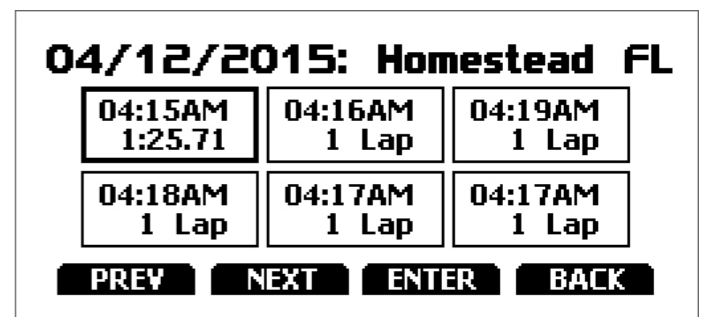 04/12/2015: Homestead FL
04:15AM 04:16AM 04:19AM
1:25.71 1 Lap 1 Lap
04:18AM 04:17AM 04:17AM
1 Lap 1 Lap 1 Lap
PREV NEXT ENTER BACK